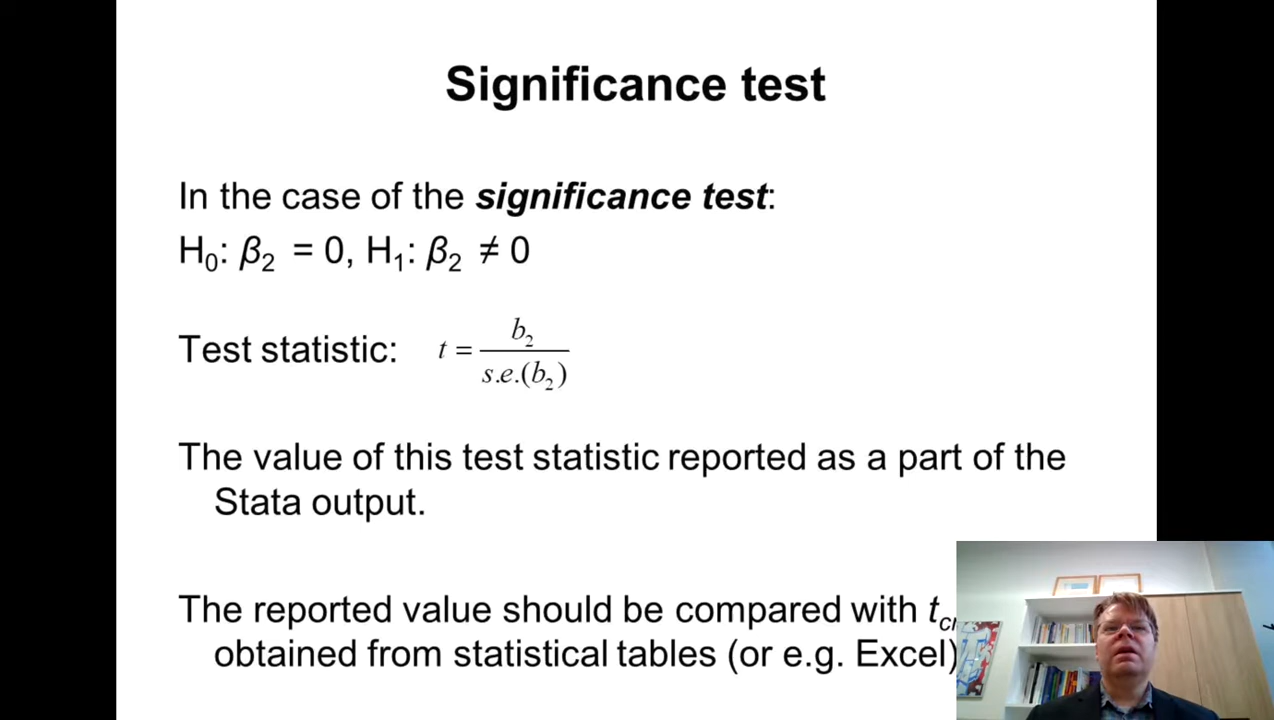 Significance test
In the case of the significance test:
H₀: β₂ = 0, H₁: β₂ ≠ 0
Test statistic: t = b₂ / s.e.(b₂)
The value of this test statistic reported as a part of the
Stata output.
The reported value should be compared with
obtained from statistical tables (or e.g. Excel)